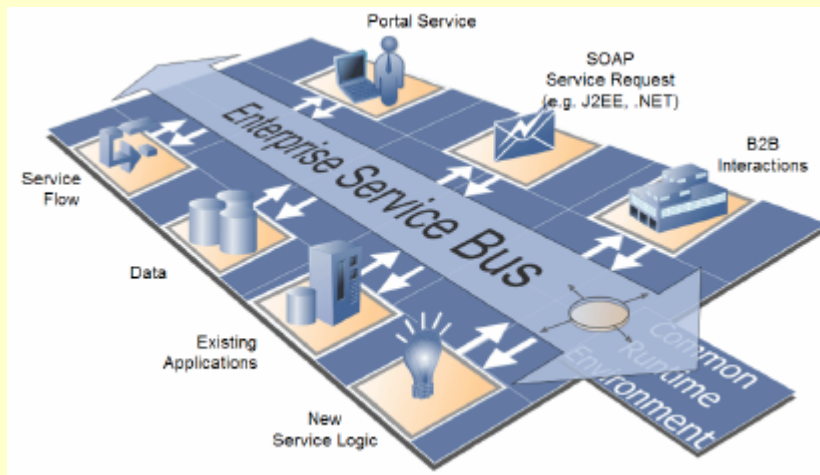 Portal Service
SOAP
Service Request
(e.g. J2EE, .NET)
B2B
Interactions
Enterprise Service Bus
Service
Flow
Data
Existing
Applications
New
Service Logic
Common
Runtime
Environment